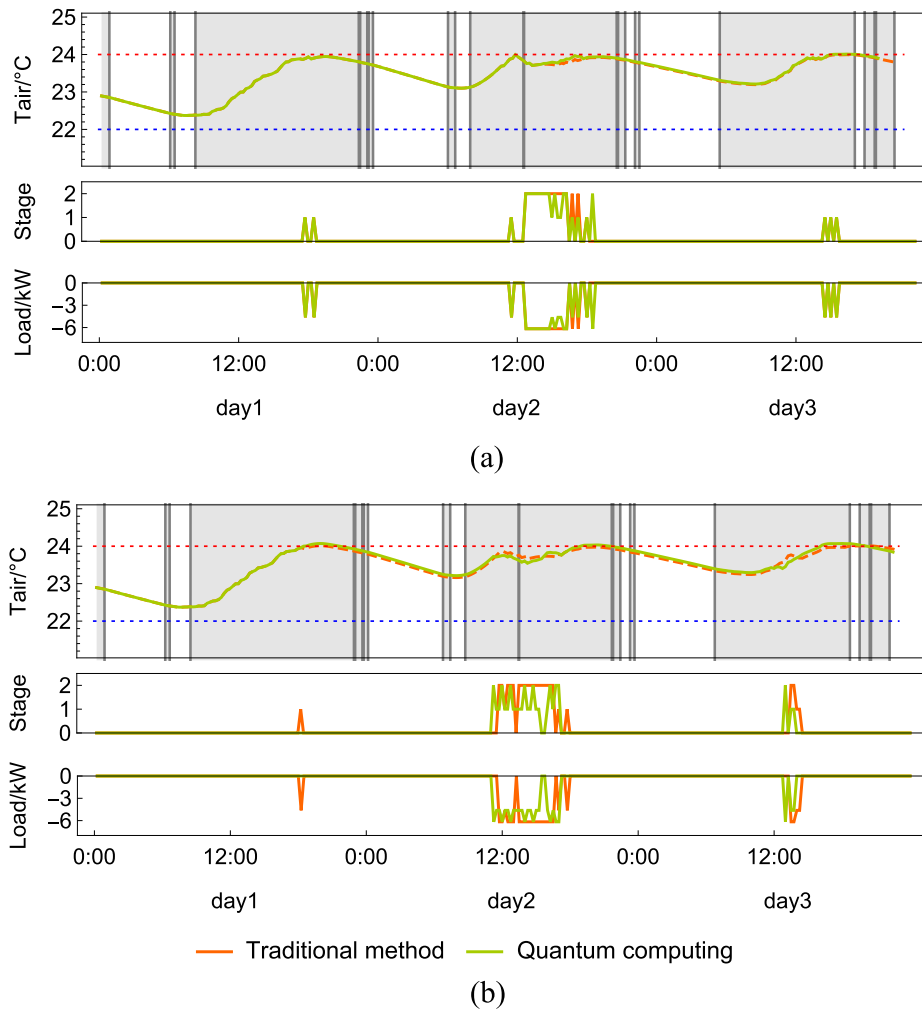 25
24
23
22
Tair/°C
2
1
0
Stage
0
−3
−6
Load/kW
0:00 12:00 0:00 12:00 0:00 12:00
day1 day2 day3
(a)
25
24
23
22
Tair/°C
2
1
0
Stage
0
−3
−6
Load/kW
0:00 12:00 0:00 12:00 0:00 12:00
day1 day2 day3
Traditional method Quantum computing
(b)